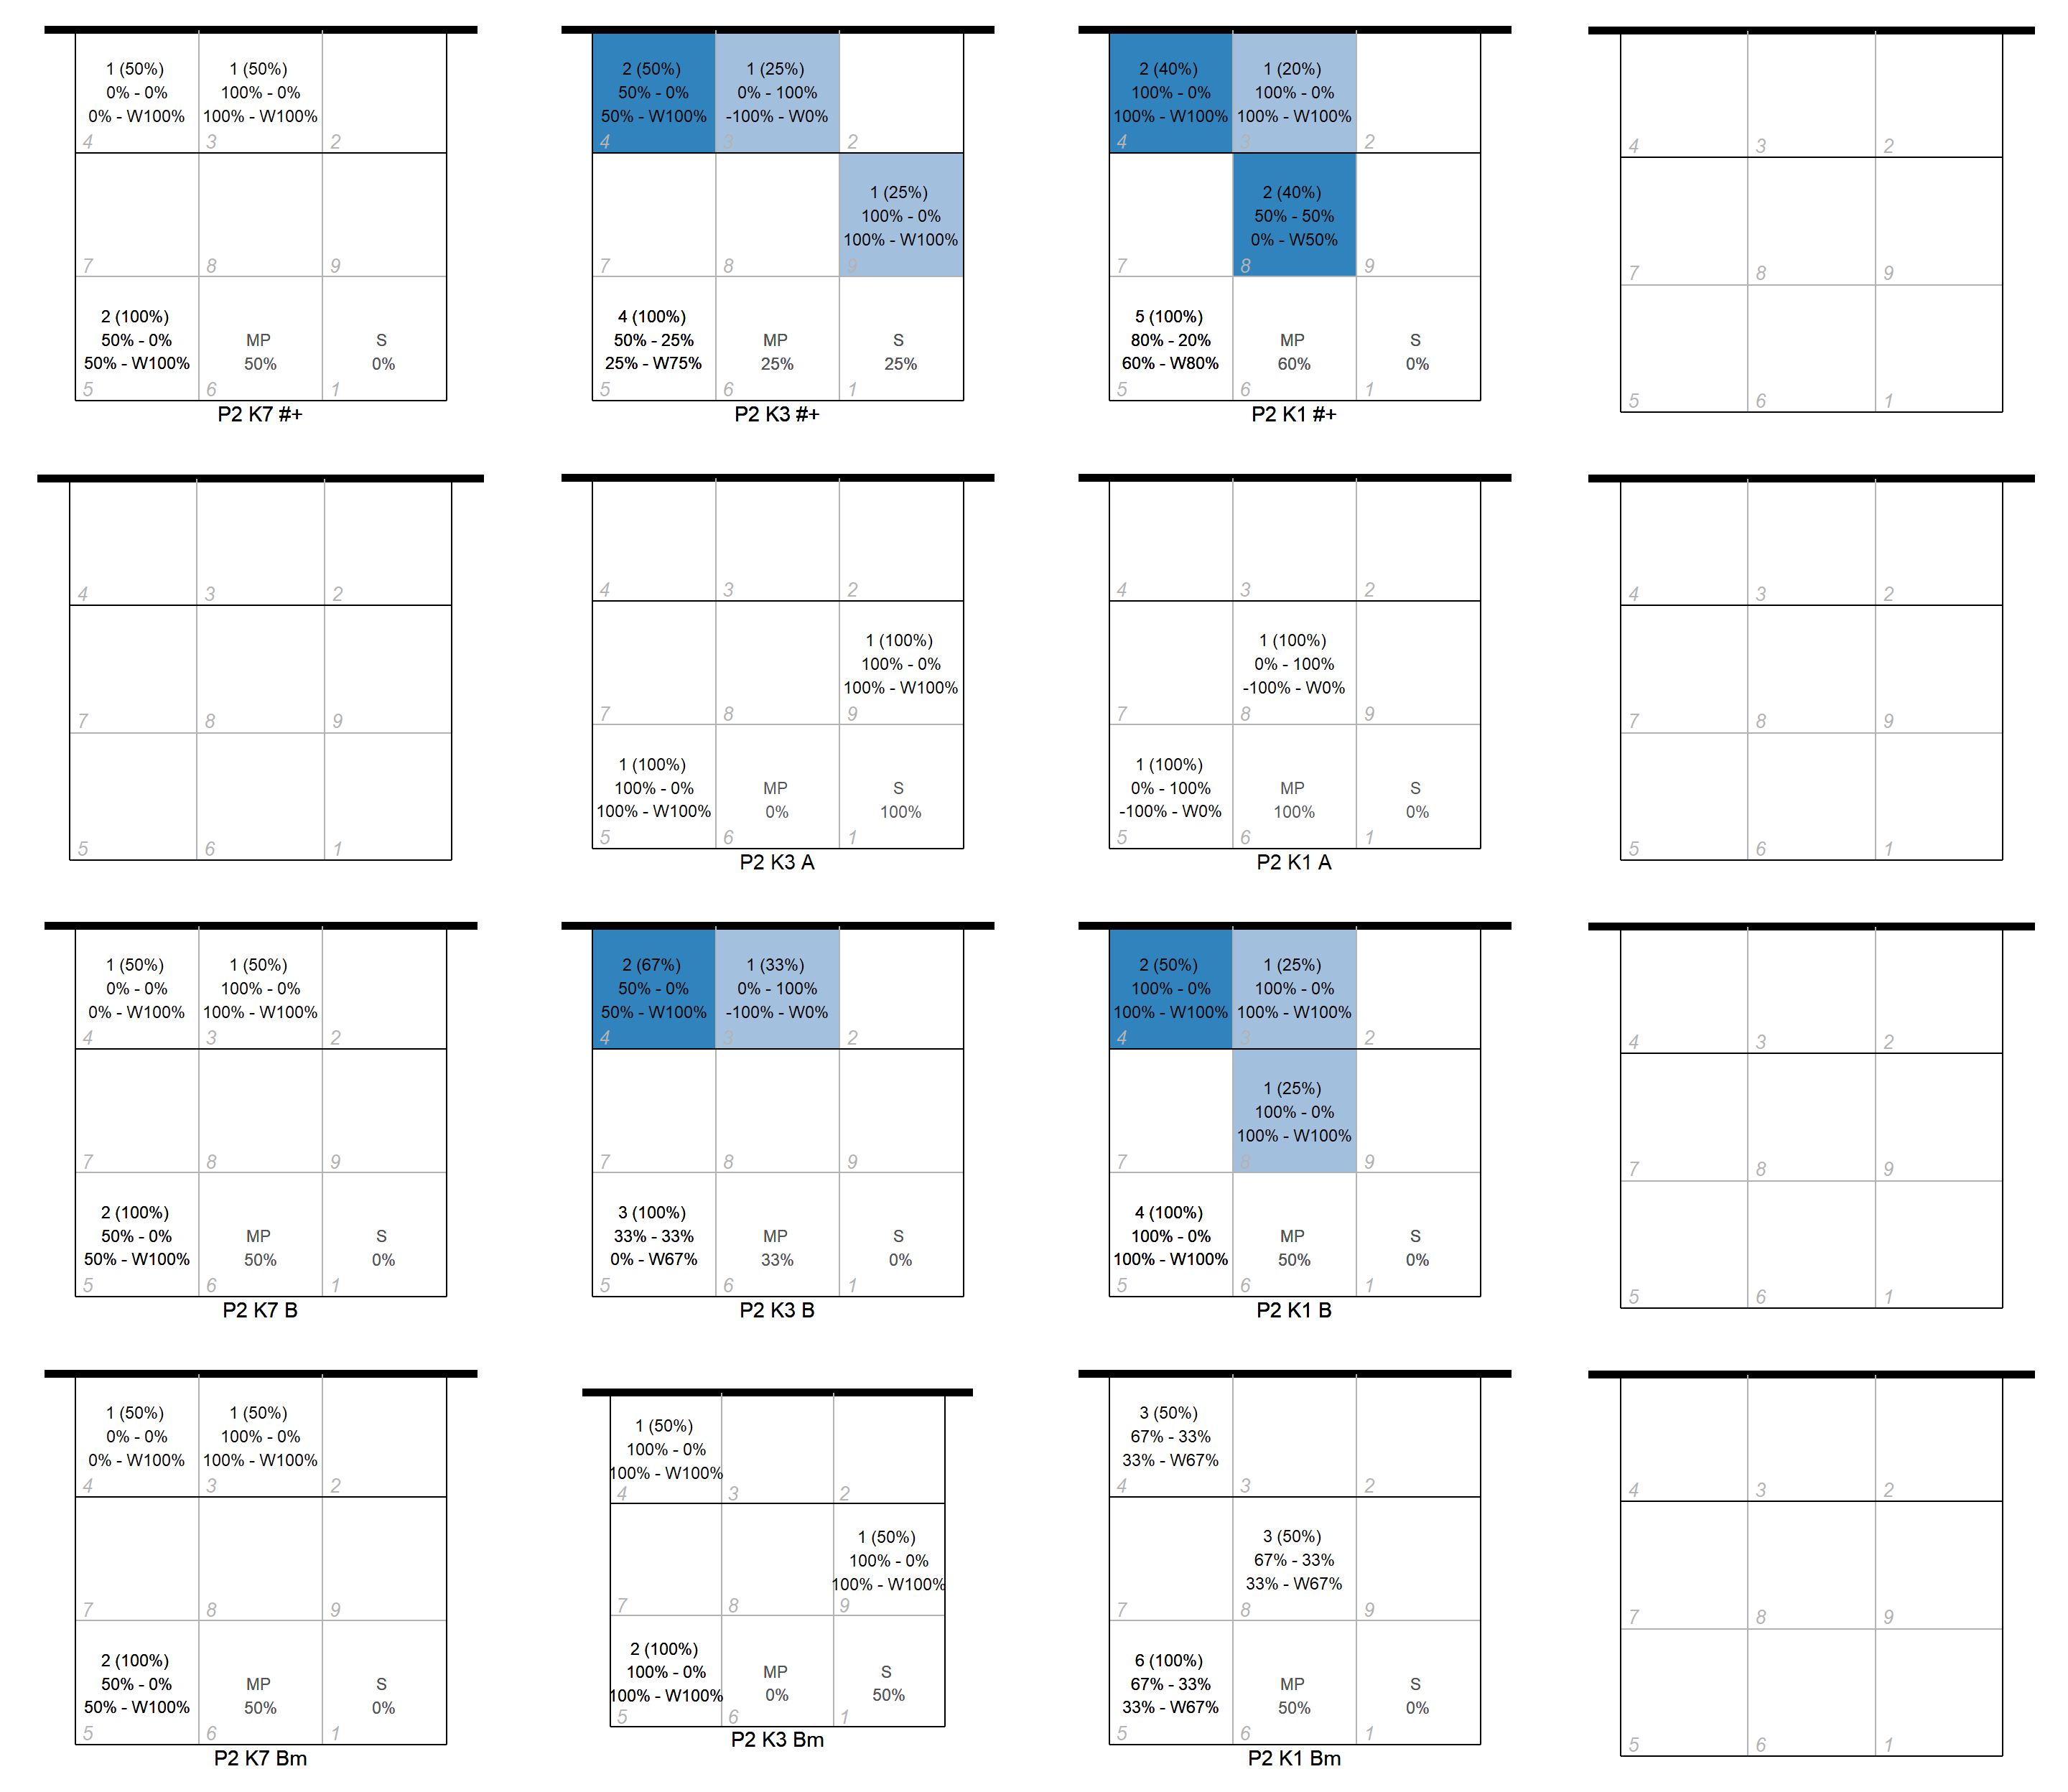 1 (50%)
0% - 0%
0% - W100%
4
1 (50%)
100% - 0%
100% - W100%
3
2
7
8
9
2 (100%)
50% - 0%
50% - W100%
5
MP
50%
6
S
0%
1
P2 K7 #+
2 (50%)
50% - 0%
50% - W100%
4
1 (25%)
0% - 100%
-100% - W0%
3
2
7
8
1 (25%)
100% - 0%
100% - W100%
9
4 (100%)
50% - 25%
25% - W75%
5
MP
25%
6
S
25%
1
P2 K3 #+
2 (40%)
100% - 0%
100% - W100%
4
1 (20%)
100% - 0%
100% - W100%
3
2
7
2 (40%)
50% - 50%
0% - W50%
8
9
5 (100%)
80% - 20%
60% - W80%
5
MP
60%
6
S
0%
1
P2 K1 #+
4
3
2
7
8
9
5
6
1
4
3
2
7
8
9
5
6
1
4
3
2
7
8
1 (100%)
100% - 0%
100% - W100%
9
1 (100%)
100% - 0%
100% - W100%
5
MP
0%
6
S
100%
1
P2 K3 A
4
3
2
7
1 (100%)
0% - 100%
-100% - W0%
8
9
1 (100%)
0% - 100%
-100% - W0%
5
MP
100%
6
S
0%
1
P2 K1 A
4
3
2
7
8
9
5
6
1
1 (50%)
0% - 0%
0% - W100%
4
1 (50%)
100% - 0%
100% - W100%
3
2
7
8
9
2 (100%)
50% - 0%
50% - W100%
5
MP
50%
6
S
0%
1
P2 K7 B
2 (67%)
50% - 0%
50% - W100%
4
1 (33%)
0% - 100%
-100% - W0%
3
2
7
8
9
3 (100%)
33% - 33%
0% - W67%
5
MP
33%
6
S
0%
1
P2 K3 B
2 (50%)
100% - 0%
100% - W100%
4
1 (25%)
100% - 0%
100% - W100%
3
2
7
1 (25%)
100% - 0%
100% - W100%
8
9
4 (100%)
100% - 0%
100% - W100%
5
MP
50%
6
S
0%
1
P2 K1 B
4
3
2
7
8
9
5
6
1
1 (50%)
0% - 0%
0% - W100%
4
1 (50%)
100% - 0%
100% - W100%
3
2
7
8
9
2 (100%)
50% - 0%
50% - W100%
5
MP
50%
6
S
0%
1
P2 K7 Bm
1 (50%)
100% - 0%
100% - W100%
4
3
2
7
8
1 (50%)
100% - 0%
100% - W100%
9
2 (100%)
100% - 0%
100% - W100%
5
MP
0%
6
S
50%
1
P2 K3 Bm
3 (50%)
67% - 33%
33% - W67%
4
3
2
7
3 (50%)
67% - 33%
33% - W67%
8
9
6 (100%)
67% - 33%
33% - W67%
5
MP
50%
6
S
0%
1
P2 K1 Bm
4
3
2
7
8
9
5
6
1